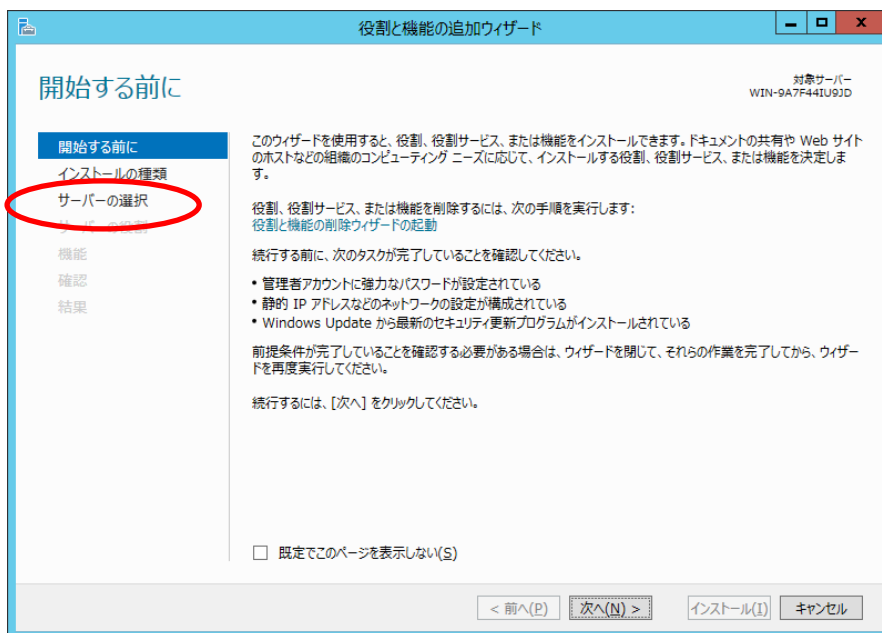 役割と機能の追加ウィザード
開始する前に
対象サーバー
WIN-9A7F44IU9JD
開始する前に
インストールの種類
サーバーの選択
サーバーの役割
機能
確認
結果
このウィザードを使用すると、役割、役割サービス、または機能をインストールできます。ドキュメントの共有や Web サイト
のホストなどの組織のコンピューティング ニーズに応じて、インストールする役割、役割サービス、または機能を決定しま
す。
役割、役割サービス、または機能を削除するには、次の手順を実行します:
役割と機能の削除ウィザードの起動
続行する前に、次のタスクが完了していることを確認してください。
• 管理者アカウントに強力なパスワードが設定されている
• 静的 IP アドレスなどのネットワークの設定が構成されている
• Windows Update から最新のセキュリティ更新プログラムがインストールされている
前提条件が完了していることを確認する必要がある場合は、ウィザードを閉じて、それらの作業を完了してから、ウィザー
ドを再度実行してください。
続行するには、[次へ] をクリックしてください。
既定でこのページを表示しない(S)
< 前へ(P)
次へ(N) >
インストール(I)
キャンセル